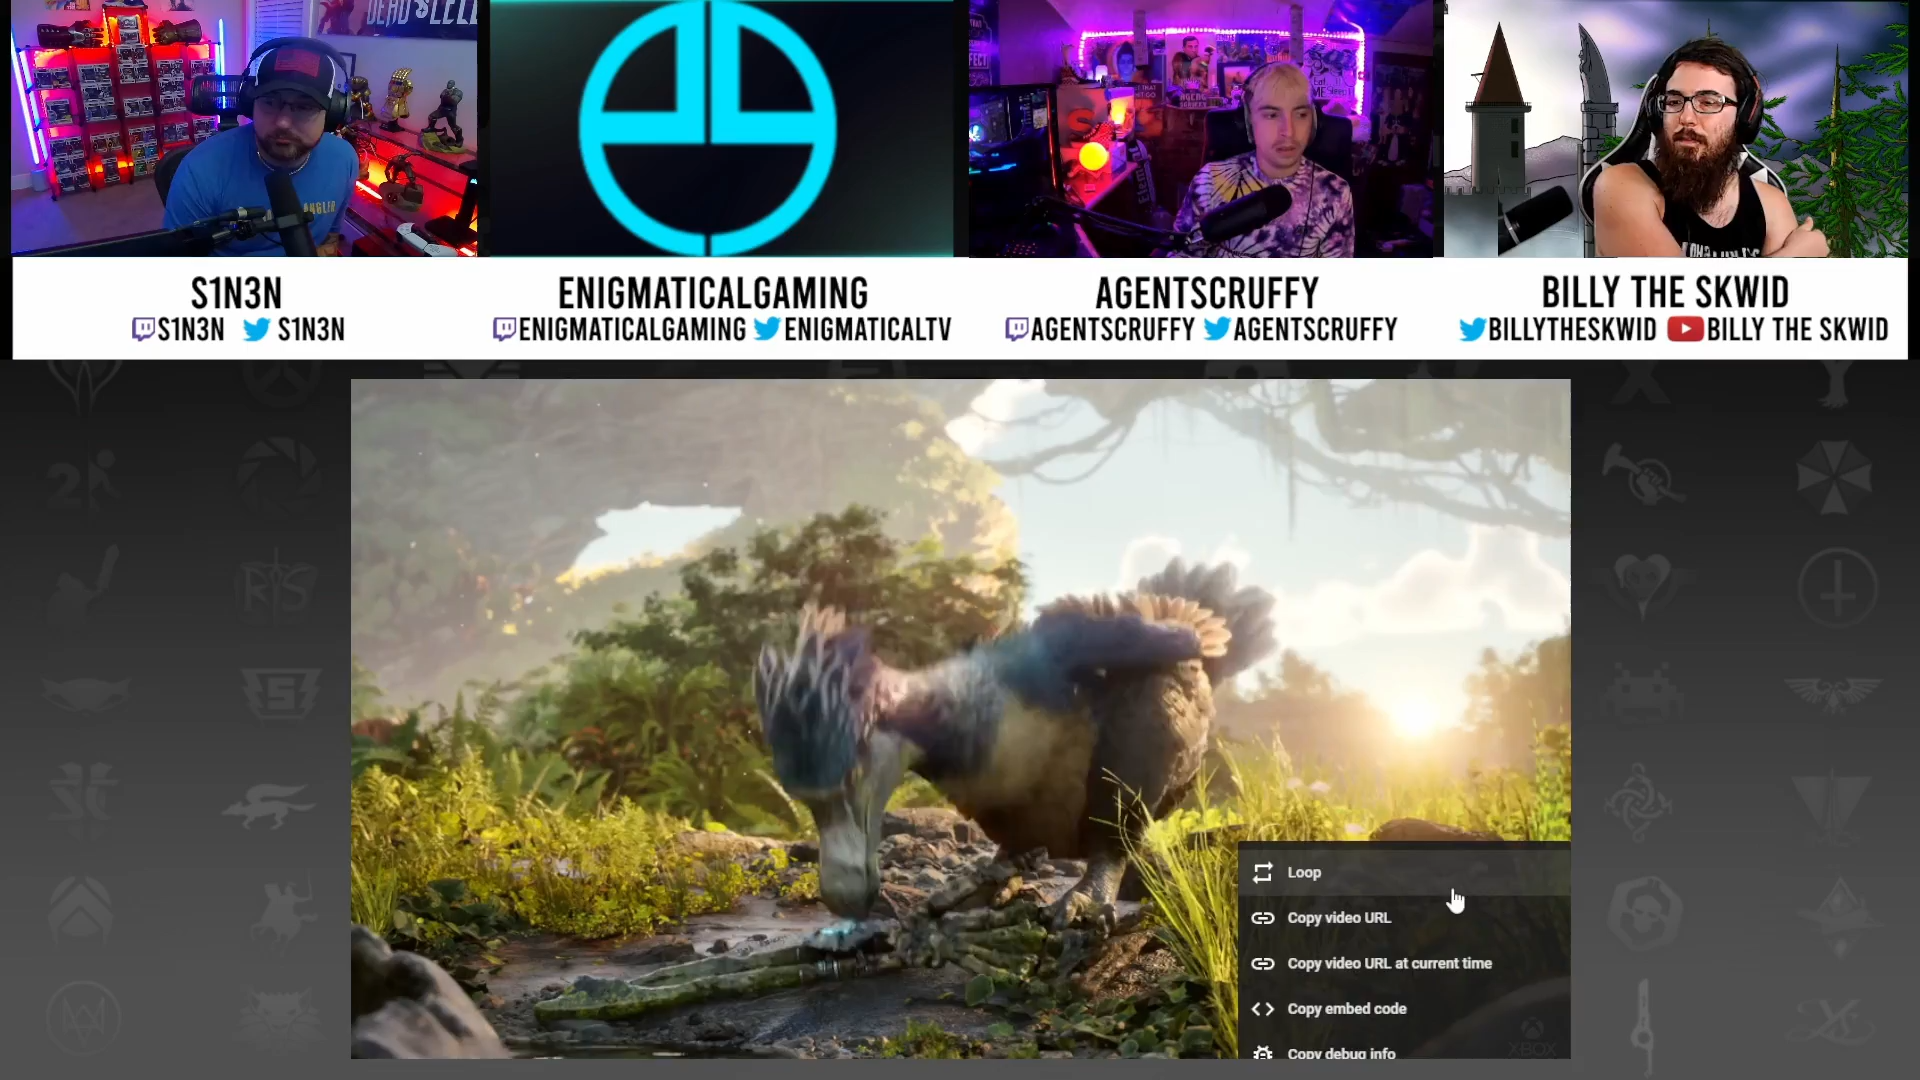 S1N3N
S1N3N S1N3N
ENIGMATICALGAMING
ENIGMATICALGAMING ENIGMATICALTV
AGENTSCRUFFY
AGENTSCRUFFY AGENTSCRUFFY
BILLY THE SKWID
BILLYTHESKWID BILLY THE SKWID
Loop
Copy video URL
Copy video URL at current time
Copy embed code
Copy debug info
XBOX